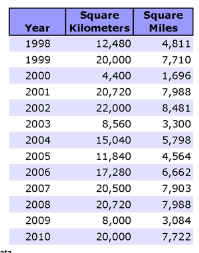 Square Square
Year Kilometers Miles
1998 12,480 4,811
1999 20,000 7,710
2000 4,400 1,696
2001 20,720 7,988
2002 22,000 8,481
2003 8,560 3,300
2004 15,040 5,798
2005 11,840 4,564
2006 17,280 6,662
2007 20,500 7,903
2008 20,720 7,988
2009 8,000 3,084
2010 20,000 7,722